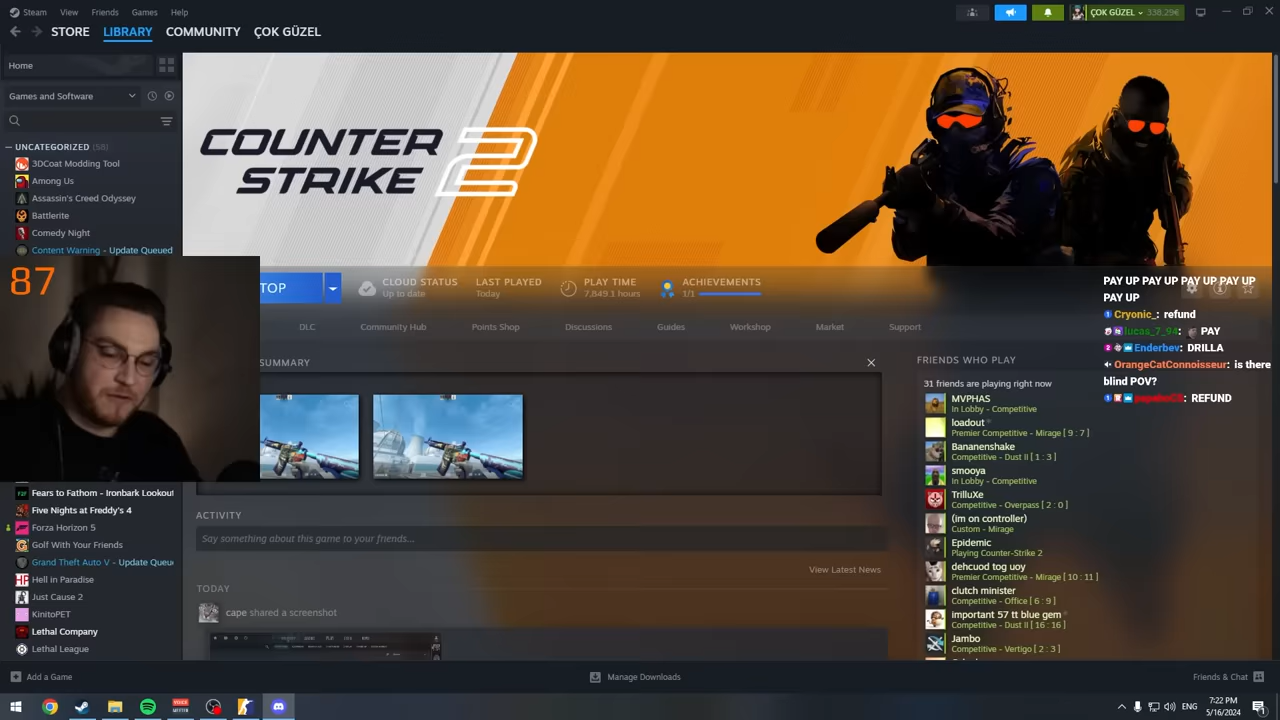 Steam
View
Friends
Games
Help
ÇOK GÜZEL
338.29€
STORE
LIBRARY
COMMUNITY
ÇOK GÜZEL
Home
Games and Software
UNCATEGORIZED (58)
3DCoat Modding Tool
Among Us
Assassin's Creed Odyssey
Battlerite
Comedy Night
Content Warning - Update Queued
87
Fears to Fathom - Ironbark Lookout
Five Nights at Freddy's 4
Forza Horizon 5
Golf With Your Friends
Grand Theft Auto V - Update Queu
Hell in Paradise
Just Cause 2
KinitoPET
Lethal Company
Lethal League
COUNTER
STRIKE 2
TOP
CLOUD STATUS
Up to date
LAST PLAYED
Today
PLAY TIME
7,849.1 hours
ACHIEVEMENTS
1/1
DLC
Community Hub
Points Shop
Discussions
Guides
Workshop
Market
Support
SUMMARY
ACTIVITY
Say something about this game to your friends...
View Latest News
TODAY
cape shared a screenshot
FRIENDS WHO PLAY
31 friends are playing right now
MVPHAS
In Lobby - Competitive
loadout
Premier Competitive - Mirage [ 9 : 7 ]
Bananenshake
Competitive - Dust II [ 1 : 3 ]
smooya
In Lobby - Competitive
TrilluXe
Competitive - Overpass [ 2 : 0 ]
(im on controller)
Custom - Mirage
Epidemic
Playing Counter-Strike 2
dehcuod tog uoy
Premier Competitive - Mirage [ 10 : 11 ]
clutch minister
Competitive - Office [ 6 : 9 ]
important 57 tt blue gem
Competitive - Dust II [ 16 : 16 ]
Jambo
Competitive - Vertigo [ 2 : 3 ]
PAY UP PAY UP PAY UP PAY UP
PAY UP
Cryonic_: refund
lucas_7_94: PAY
Enderbev: DRILLA
OrangeCatConnoisseur: is there
blind POV?
: REFUND
Add a Game
Manage Downloads
Friends & Chat
ENG
7:22 PM
5/16/2024